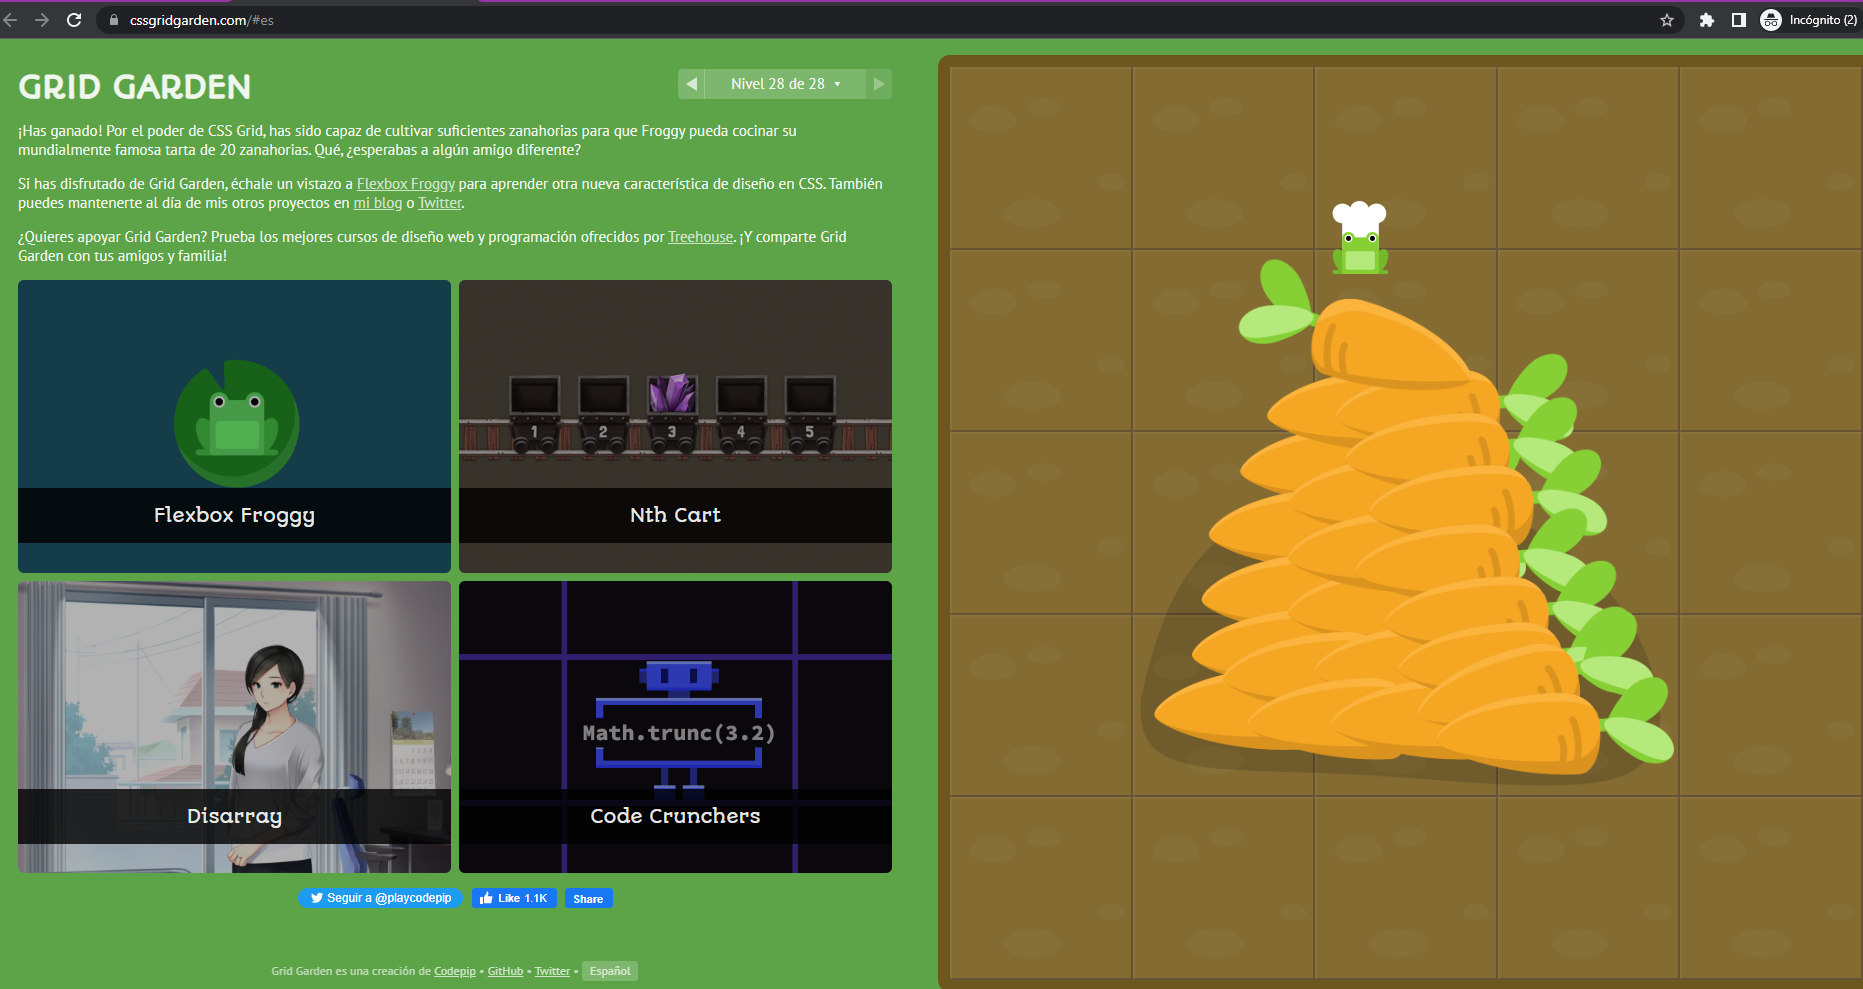 cssgridgarden.com/#es
Incógnito (2)
GRID GARDEN
Nivel 28 de 28
¡Has ganado! Por el poder de CSS Grid, has sido capaz de cultivar suficientes zanahorias para que Froggy pueda cocinar su
mundialmente famosa tarta de 20 zanahorias. Qué, ¿esperabas a algún amigo diferente?
Si has disfrutado de Grid Garden, échale un vistazo a Flexbox Froggy para aprender otra nueva característica de diseño en CSS. También
puedes mantenerte al día de mis otros proyectos en mi blog o Twitter.
¿Quieres apoyar Grid Garden? Prueba los mejores cursos de diseño web y programación ofrecidos por Treehouse. ¡Y comparte Grid
Garden con tus amigos y familia!
1 2 3 4 5
Flexbox Froggy
Nth Cart
Math.trunc(3.2)
Disarray
Code Crunchers
Seguir a @playcodepip
Like 1.1K
Share
Grid Garden es una creación de Codepip • GitHub • Twitter • Español